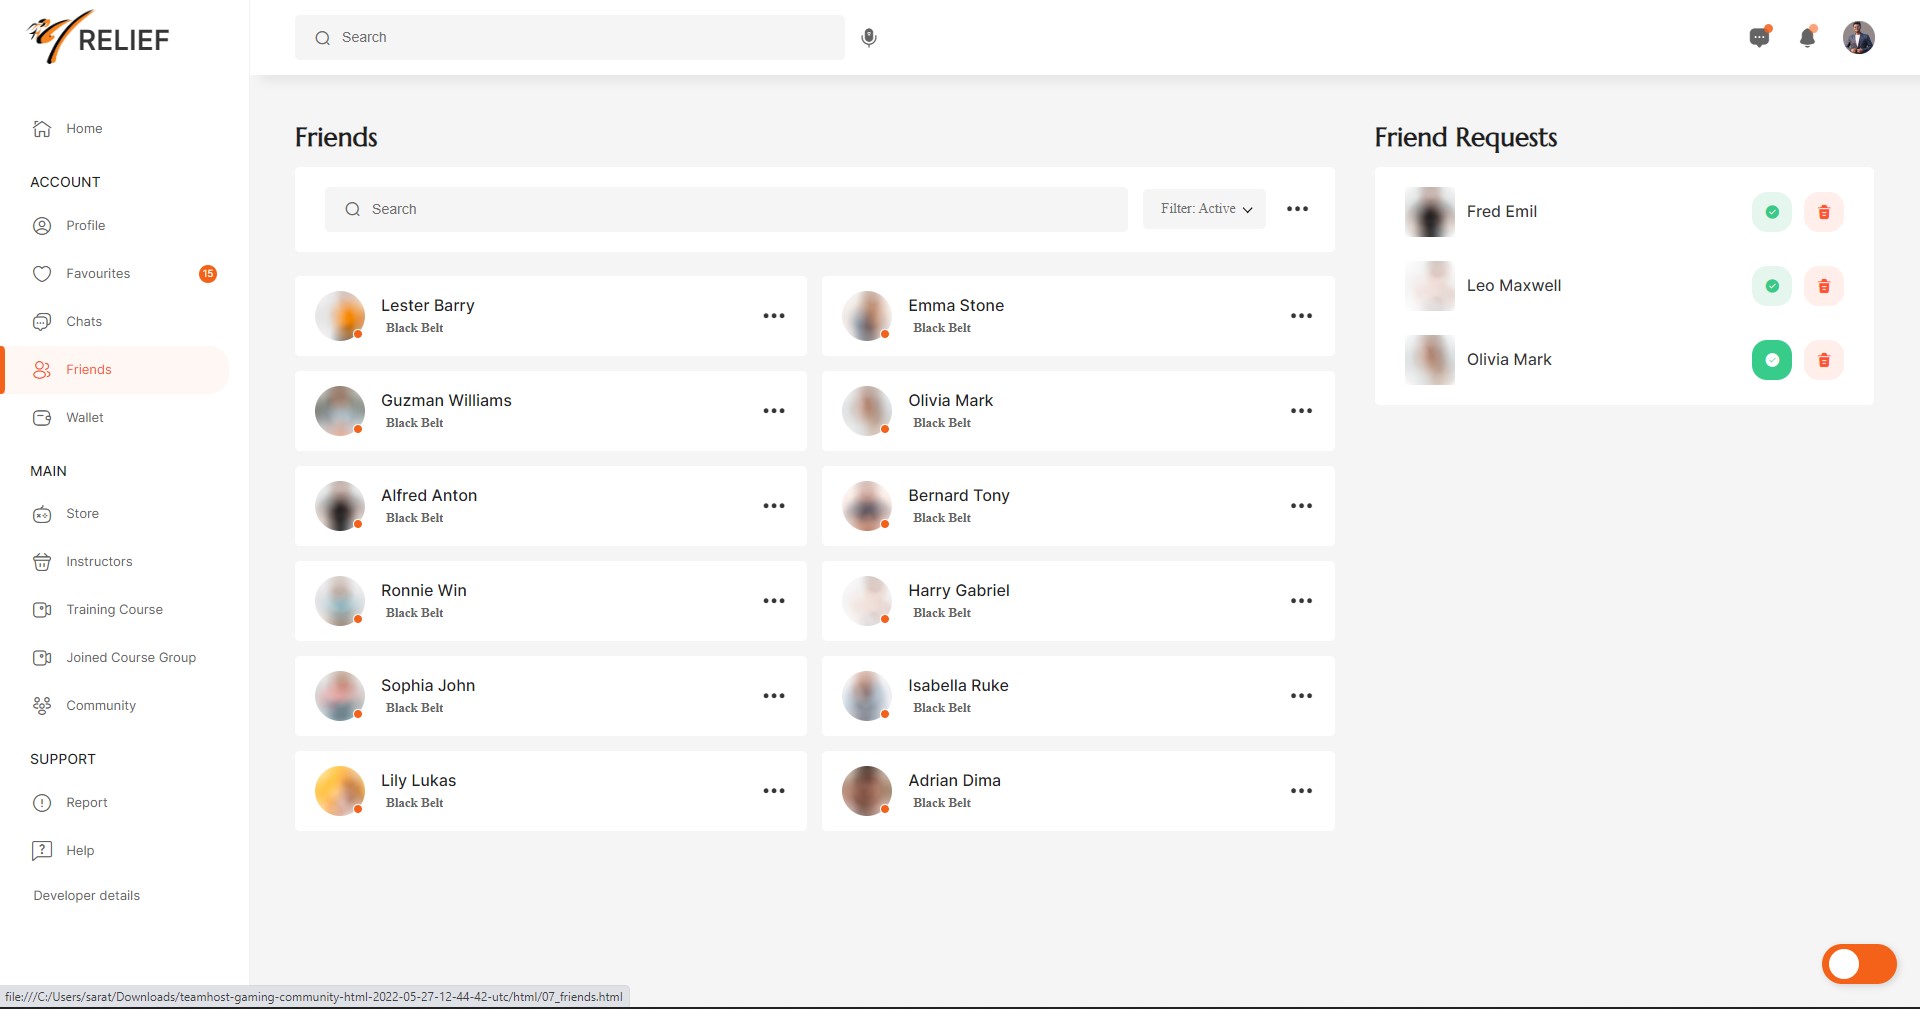 RELIEF
Search
Home
ACCOUNT
Profile
Favourites
15
Chats
Friends
Wallet
MAIN
Store
Instructors
Training Course
Joined Course Group
Community
SUPPORT
Report
Help
Developer details
Friends
Search
Filter: Active
Lester Barry
Black Belt
Emma Stone
Black Belt
Guzman Williams
Black Belt
Olivia Mark
Black Belt
Alfred Anton
Black Belt
Bernard Tony
Black Belt
Ronnie Win
Black Belt
Harry Gabriel
Black Belt
Sophia John
Black Belt
Isabella Ruke
Black Belt
Lily Lukas
Black Belt
Adrian Dima
Black Belt
Friend Requests
Fred Emil
Leo Maxwell
Olivia Mark
file:///C:/Users/sarat/Downloads/teamhost-gaming-community-html-2022-05-27-12-44-42-utc/html/07_friends.html